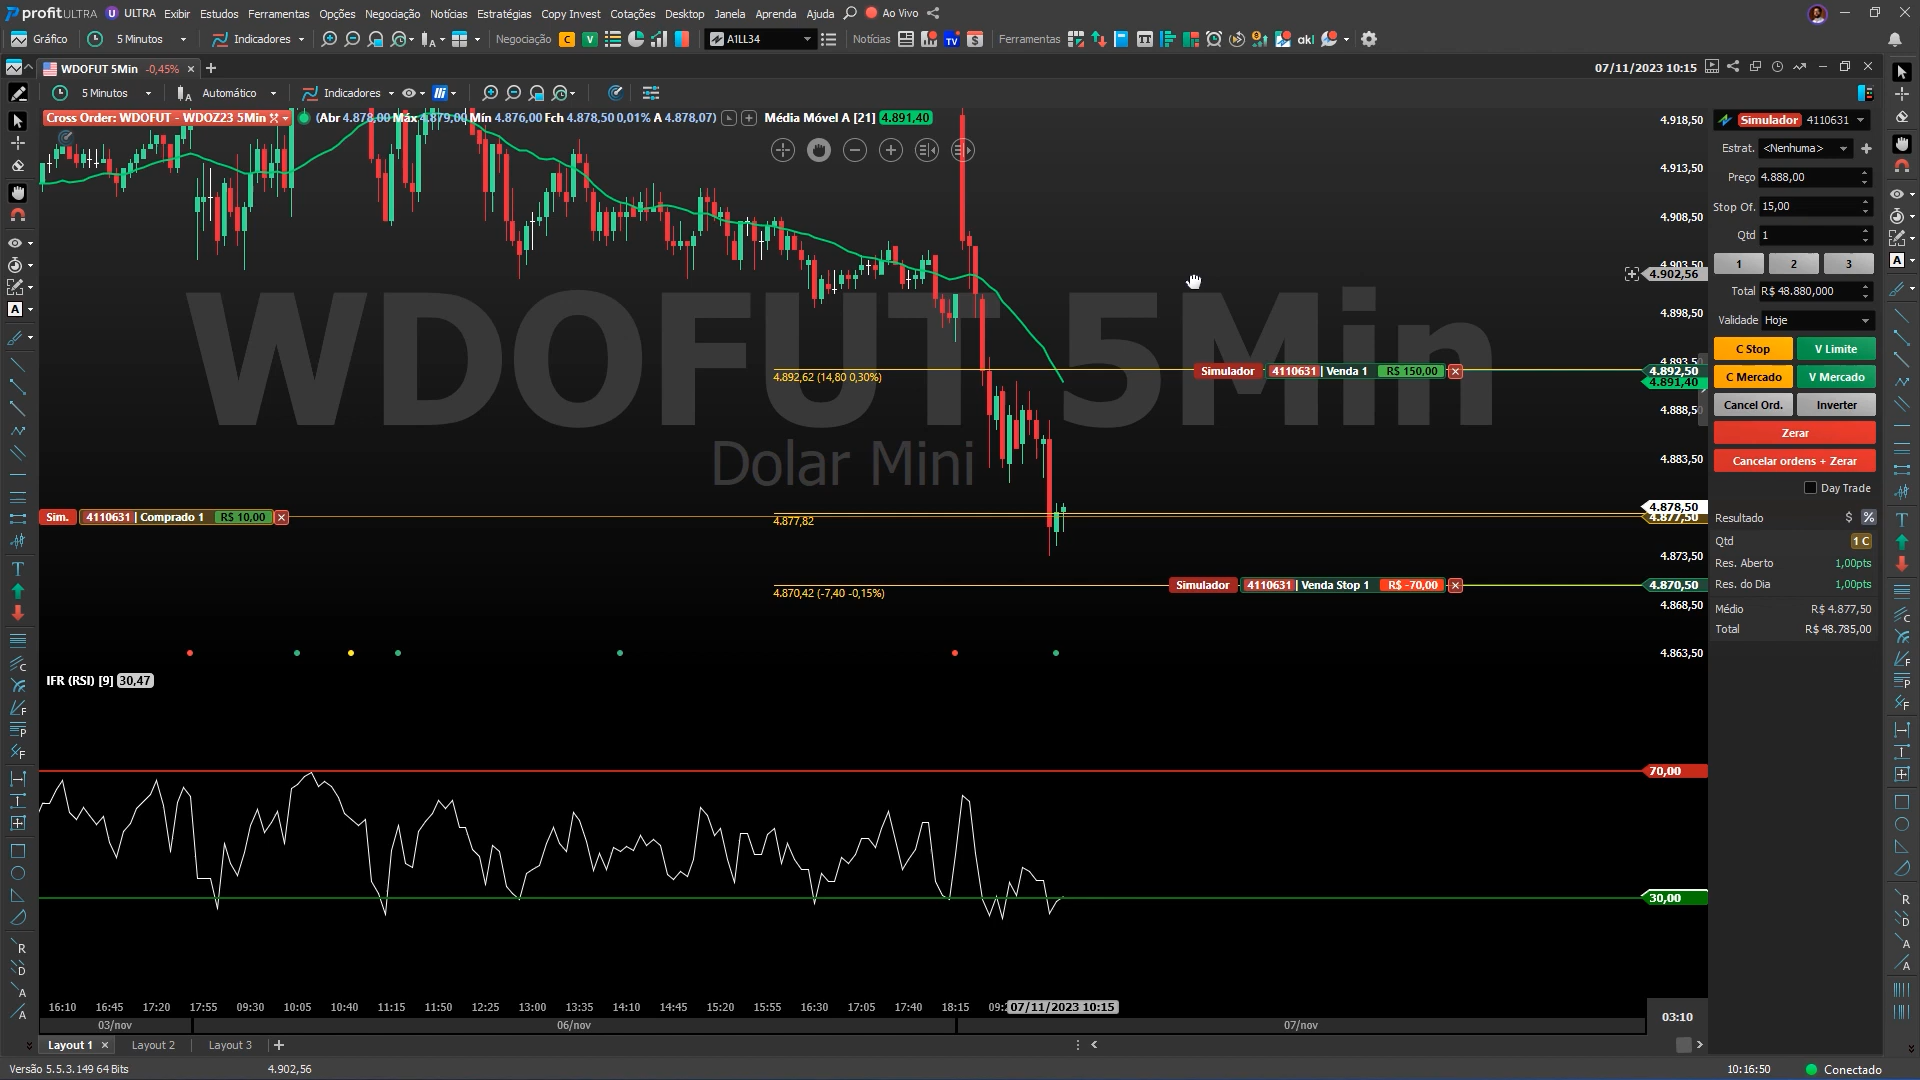 profitULTRA ULTRA Exibir Estudos Ferramentas Opções Negociação Notícias Estratégias Copy Invest Cotações Desktop Janela Aprenda Ajuda Ao Vivo
Gráfico 5 Minutos Indicadores Negociação C V A1LL34 Notícias TV $ Ferramentas akl
WDOFUT 5Min -0,45% 07/11/2023 10:15
5 Minutos Automático Indicadores
Cross Order: WDOFUT - WDOZ23 5Min (Abr 4.878,00 Máx 4.879,00 Mín 4.876,00 Fch 4.878,50 0,01% A 4.878,07) Média Móvel A [21] 4.891,40
WDOFUT 5Min
Dolar Mini
4.918,50
4.913,50
4.908,50
4.903,50
4.902,56
4.898,50
4.893,50
4.892,50
4.891,40
4.888,50
4.883,50
4.878,50
4.877,50
4.873,50
4.870,50
4.868,50
4.863,50
4.892,62 (14,80 0,30%)
Simulador 4110631 | Venda 1 R$ 150,00
Sim. 4110631 | Comprado 1 R$ 10,00
4.877,82
4.870,42 (-7,40 -0,15%)
Simulador 4110631 | Venda Stop 1 R$ -70,00
IFR (RSI) [9] 30,47
70,00
30,00
16:10 16:45 17:20 17:55 09:30 10:05 10:40 11:15 11:50 12:25 13:00 13:35 14:10 14:45 15:20 15:55 16:30 17:05 17:40 18:15 09:2 07/11/2023 10:15
03/nov 06/nov 07/nov
03:10
Simulador 4110631
Estrat. <Nenhuma>
Preço 4.888,00
Stop Of. 15,00
Qtd 1
1 2 3
Total R$ 48.880,000
Validade Hoje
C Stop V Limite
C Mercado V Mercado
Cancel Ord. Inverter
Zerar
Cancelar ordens + Zerar
Day Trade
Resultado $ %
Qtd 1 C
Res. Aberto 1,00pts
Res. do Dia 1,00pts
Médio R$ 4.877,50
Total R$ 48.785,00
Layout 1 Layout 2 Layout 3
Versão 5.5.3.149 64 Bits 4.902,56 10:16:50 Conectado